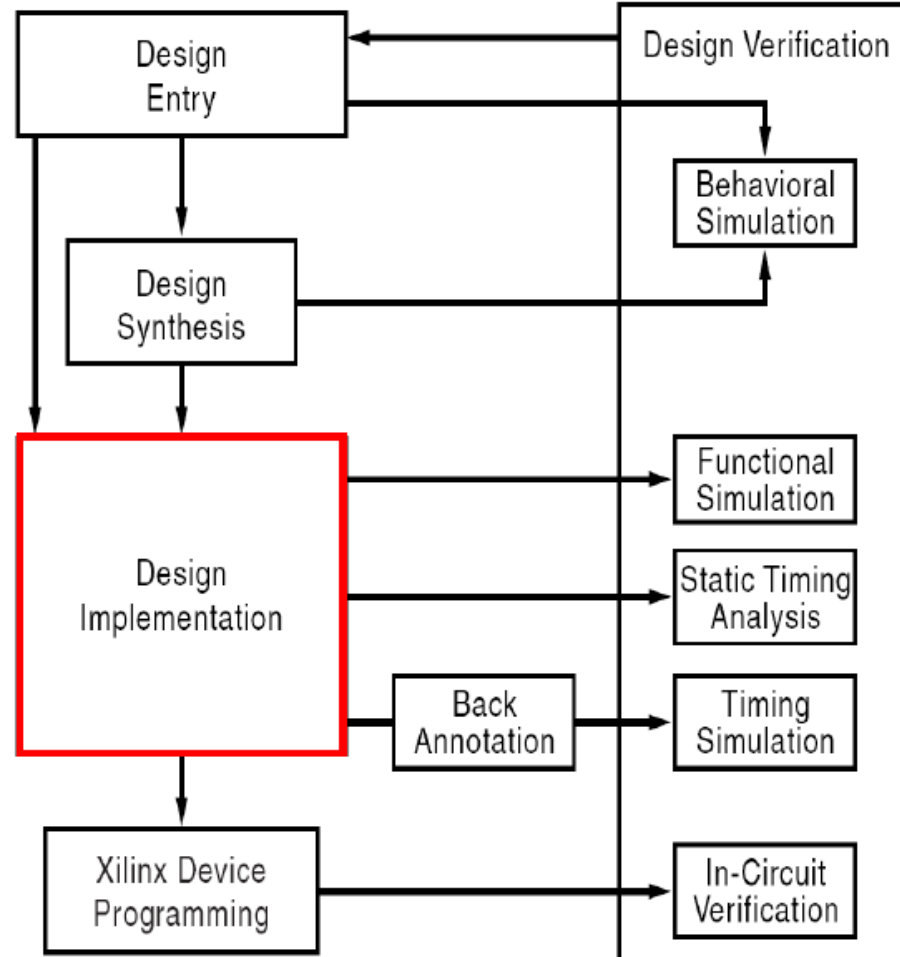 Design
Entry
Design Verification
Behavioral
Simulation
Design
Synthesis
Functional
Simulation
Design
Implementation
Static Timing
Analysis
Back
Annotation
Timing
Simulation
Xilinx Device
Programming
In-Circuit
Verification